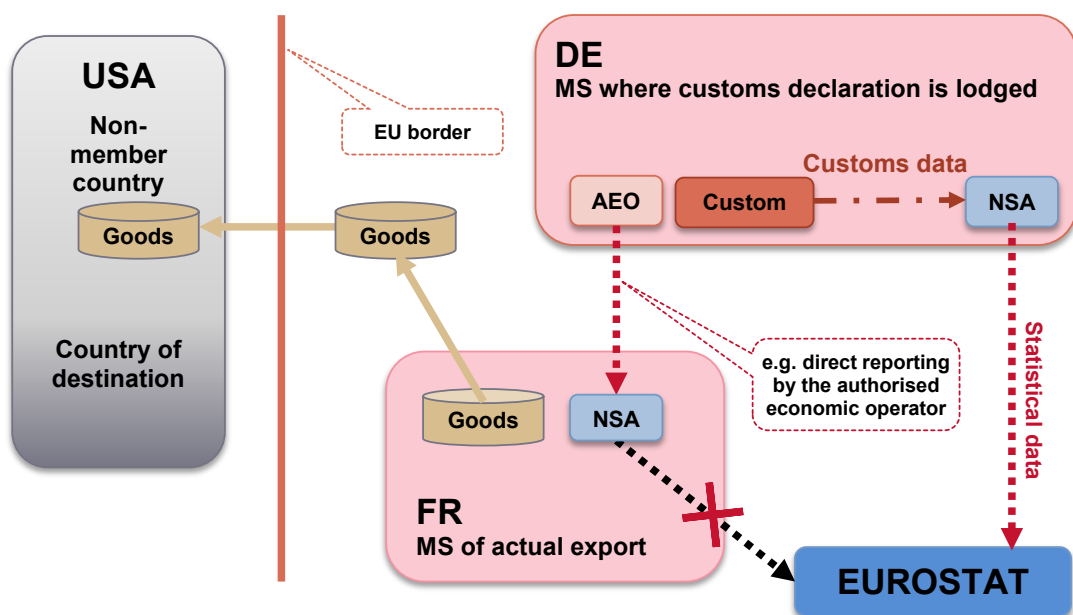 USA
Non-
member
country
Goods
Country of
destination
EU border
Goods
DE
MS where customs declaration is lodged
Customs data
AEO
Custom
NSA
e.g. direct reporting
by the authorised
economic operator
Statistical data
Goods
NSA
FR
MS of actual export
EUROSTAT